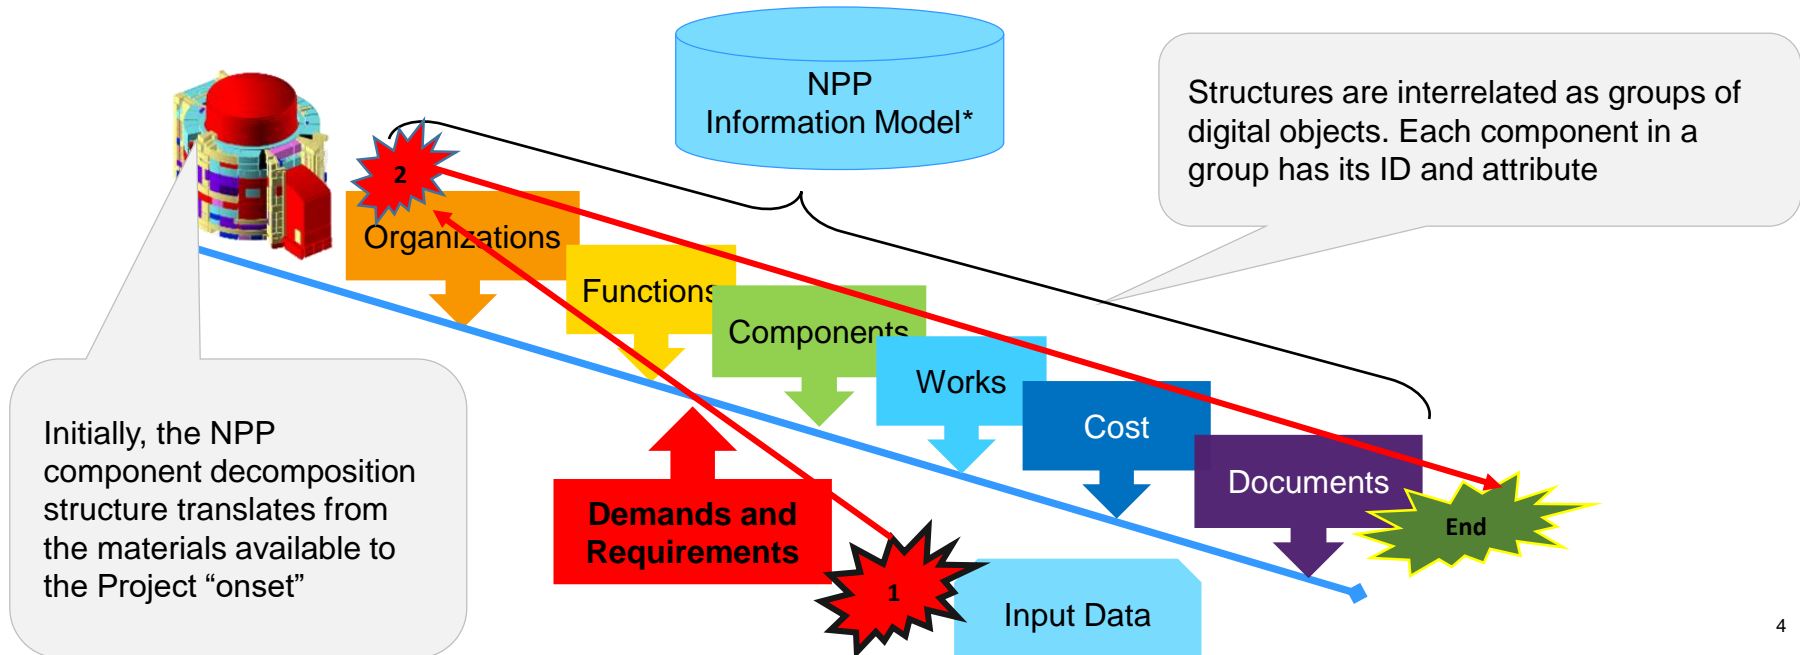 NPP
Information Model*
Structures are interrelated as groups of
digital objects. Each component in a
group has its ID and attribute
2
Organizations
Functions
Components
Works
Cost
Documents
End
Initially, the NPP
component decomposition
structure translates from
the materials available to
the Project “onset”
Demands and
Requirements
1
Input Data
4